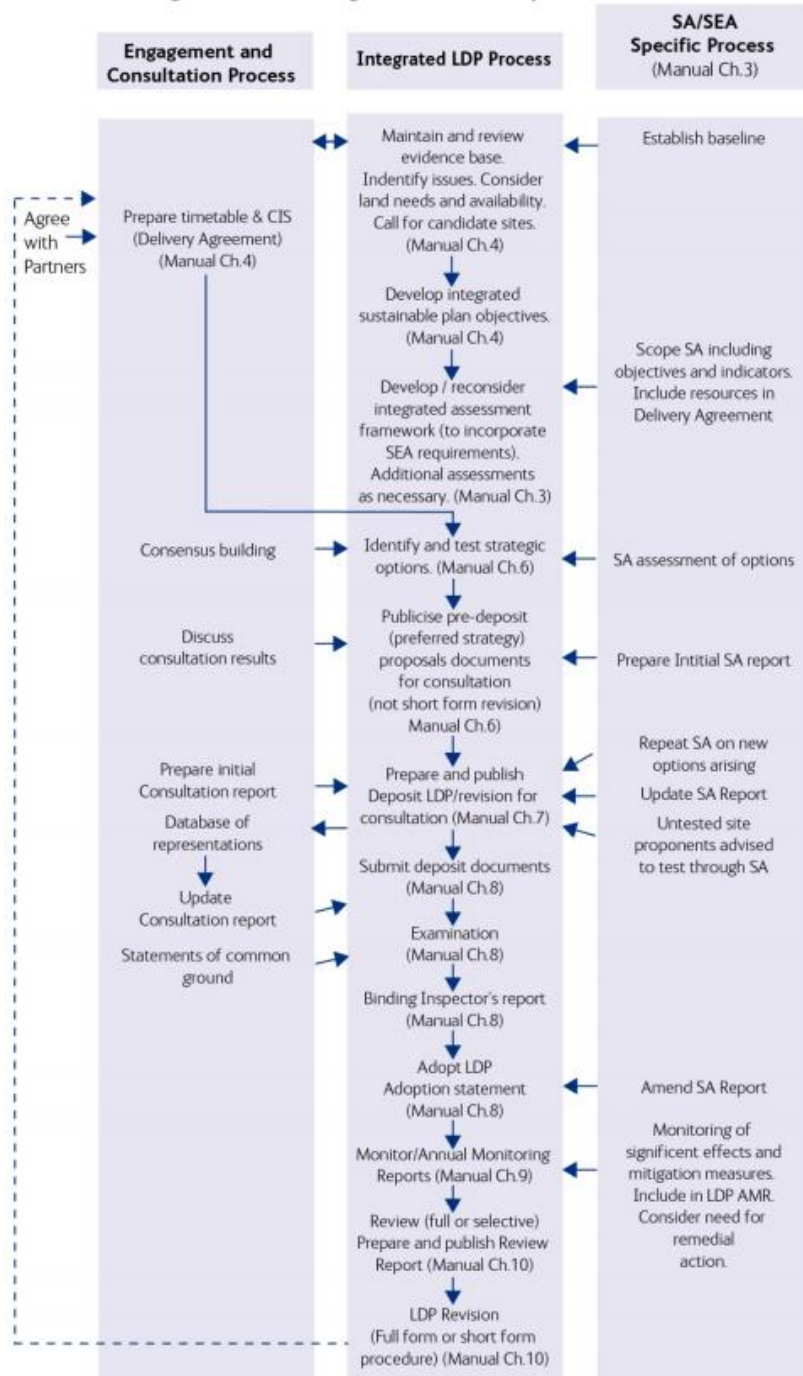 Engagement and
Consultation Process
Integrated LDP Process
SA/SEA
Specific Process
(Manual Ch.3)
Agree
with
Partners
Prepare timetable & CIS
(Delivery Agreement)
(Manual Ch.4)
Consensus building
Discuss
consultation results
Prepare initial
Consultation report
Database of
representations
Update
Consultation report
Statements of common
ground
Maintain and review
evidence base.
Indentify issues. Consider
land needs and availability.
Call for candidate sites.
(Manual Ch.4)
Develop integrated
sustainable plan objectives.
(Manual Ch.4)
Develop / reconsider
integrated assessment
framework (to incorporate
SEA requirements).
Additional assessments
as necessary. (Manual Ch.3)
Identify and test strategic
options. (Manual Ch.6)
Publicise pre-deposit
(preferred strategy)
proposals documents
for consultation
(not short form revision)
Manual Ch.6)
Prepare and publish
Deposit LDP/revision for
consultation (Manual Ch.7)
Submit deposit documents
(Manual Ch.8)
Examination
(Manual Ch.8)
Binding Inspector's report
(Manual Ch.8)
Adopt LDP
Adoption statement
(Manual Ch.8)
Monitor/Annual Monitoring
Reports (Manual Ch.9)
Review (full or selective)
Prepare and publish Review
Report (Manual Ch.10)
LDP Revision
(Full form or short form
procedure) (Manual Ch.10)
Establish baseline
Scope SA including
objectives and indicators.
Include resources in
Delivery Agreement
SA assessment of options
Prepare Intitial SA report
Repeat SA on new
options arising
Update SA Report
Untested site
proponents advised
to test through SA
Amend SA Report
Monitoring of
significant effects and
mitigation measures.
Include in LDP AMR.
Consider need for
remedial
action.